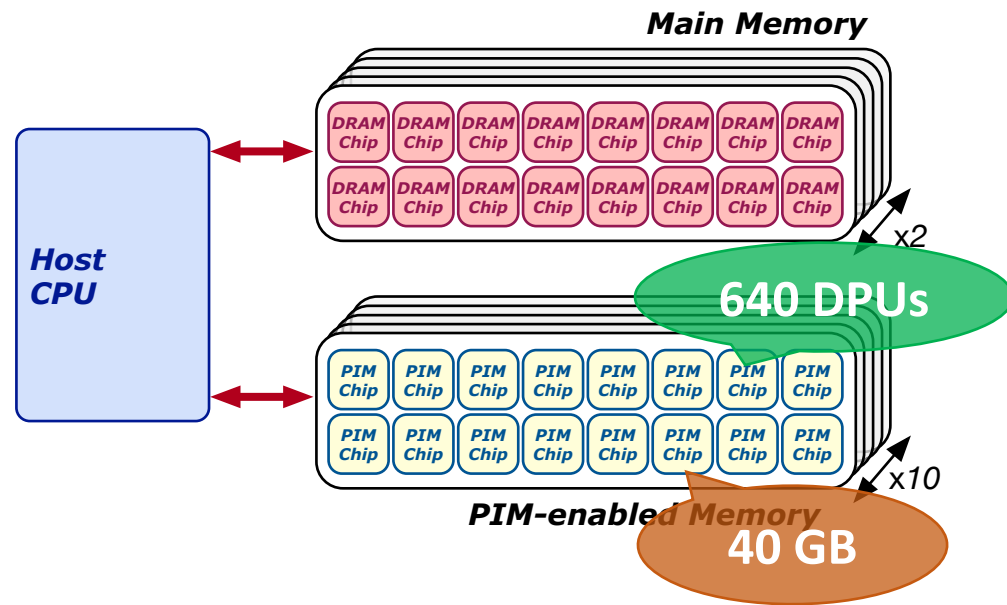 Main Memory
DRAM DRAM DRAM DRAM DRAM DRAM DRAM DRAM
Chip Chip Chip Chip Chip Chip Chip Chip
DRAM DRAM DRAM DRAM DRAM DRAM DRAM DRAM
Chip Chip Chip Chip Chip Chip Chip Chip
x2
Host
CPU
640 DPUs
PIM PIM PIM PIM PIM PIM PIM PIM
Chip Chip Chip Chip Chip Chip Chip Chip
PIM PIM PIM PIM PIM PIM PIM PIM
Chip Chip Chip Chip Chip Chip Chip Chip
x10
PIM-enabled Memory
40 GB